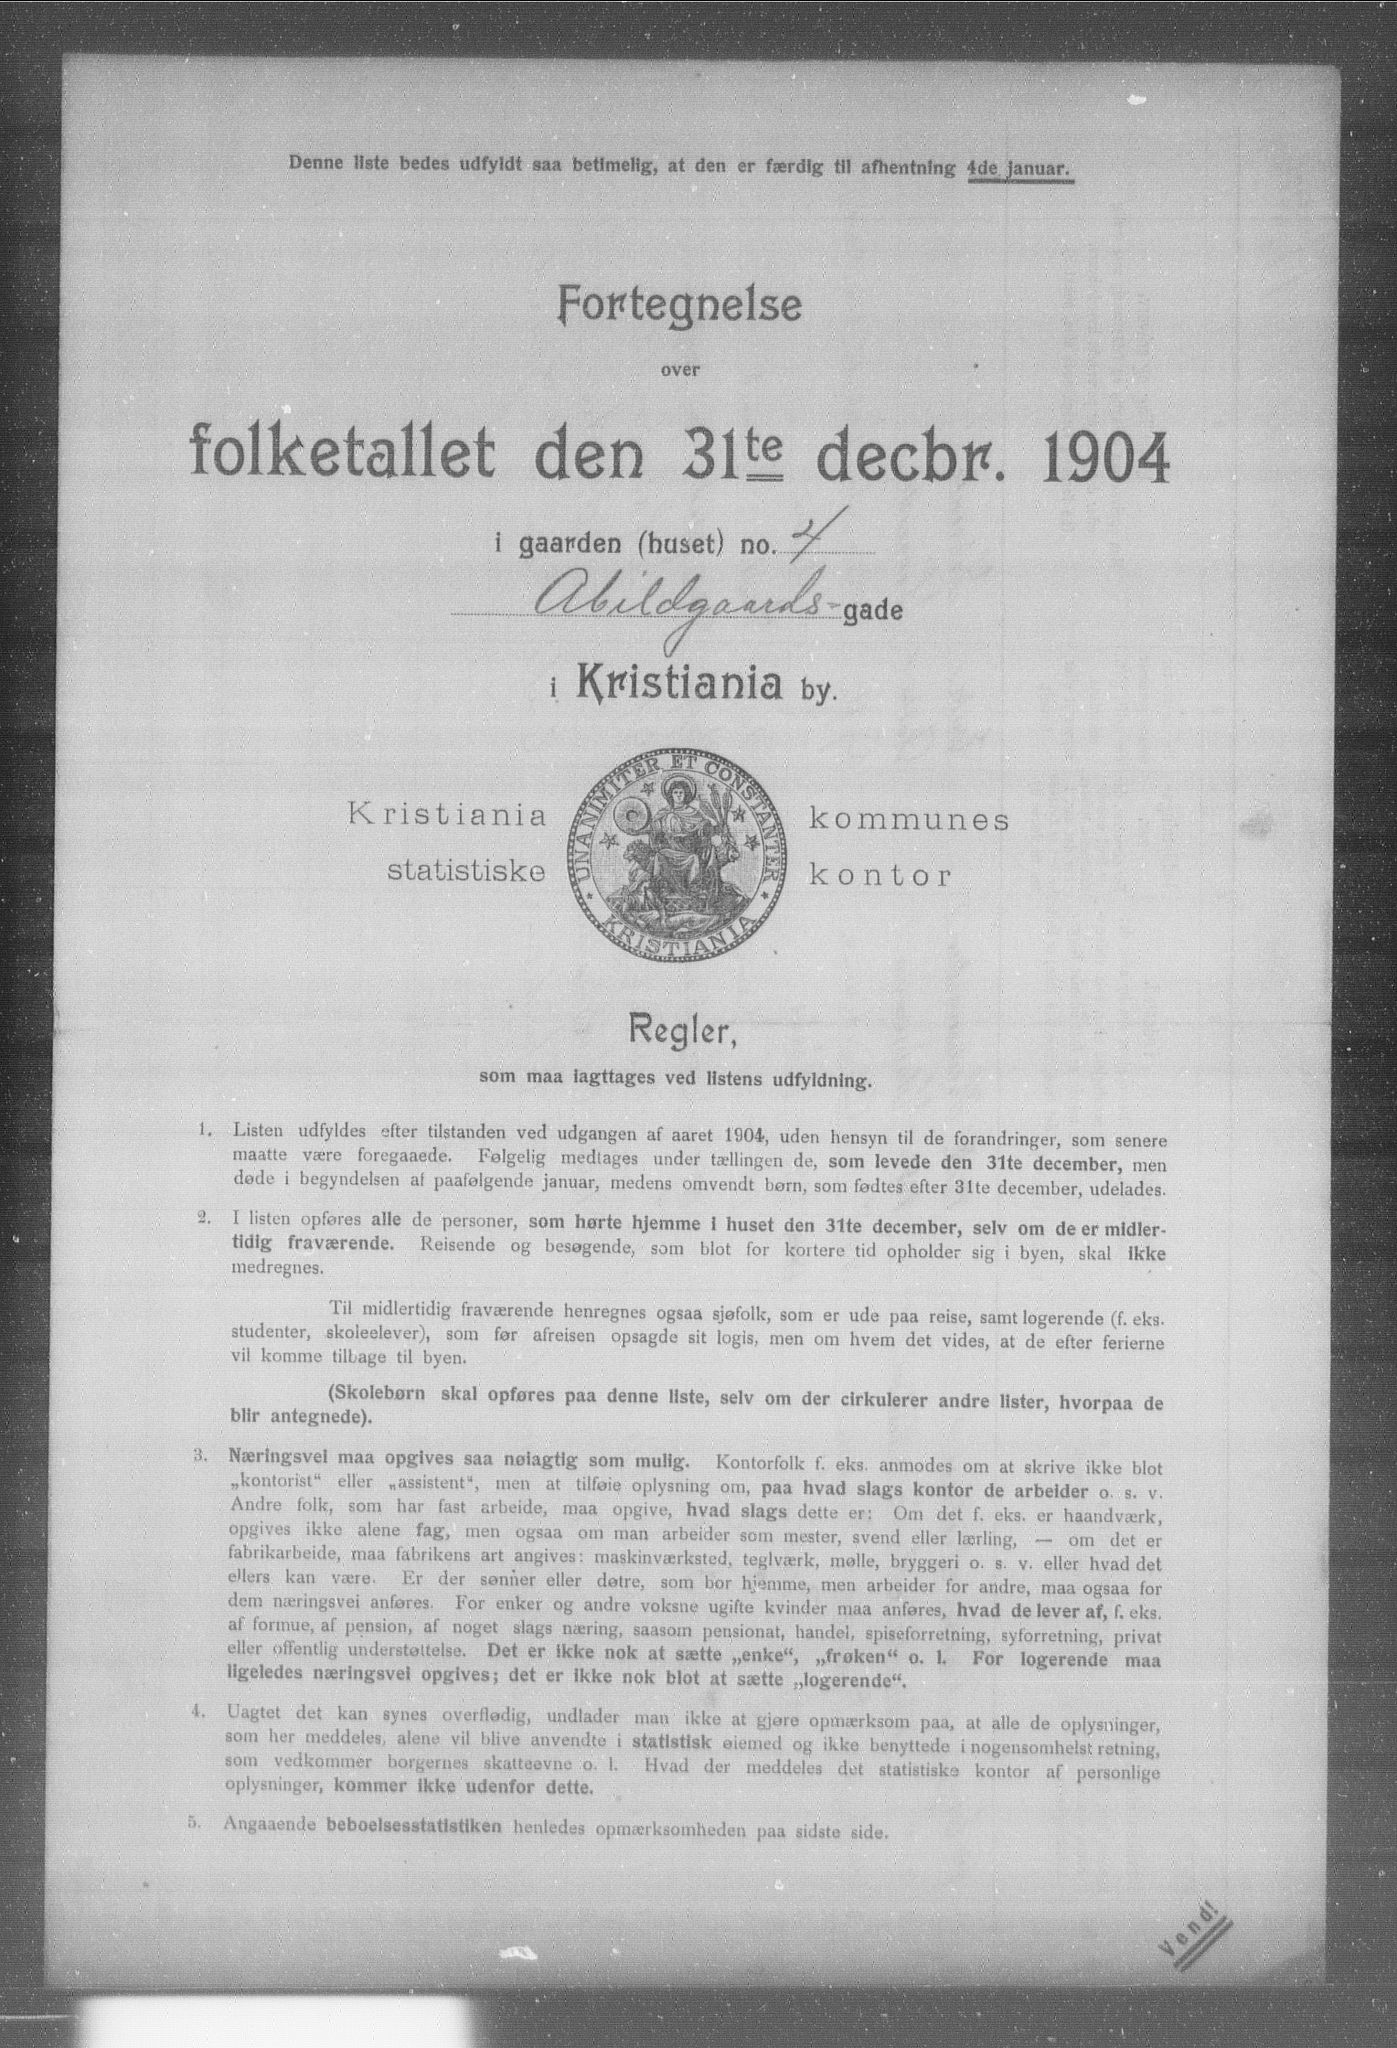 Denne liste bedes udfyldt saa betimelig, at den er færdig til afhentning 4de januar.
Fortegnelse
over
folketallet den 31te decbr. 1904
i gaarden (huset) no. 4
Abildgaards-gade
i Kristiania by.
Kristiania kommunes
statistiske kontor
UNANIMITER ET CONSTANTER
KRISTIANIA
Regler,
som maa iagttages ved listens udfyldning.
1. Listen udfyldes efter tilstanden ved udgangen af aaret 1904, uden hensyn til de forandringer, som senere
maatte være foregaaede. Følgelig medtages under tællingen de, som levede den 31te december, men
døde i begyndelsen af paafølgende januar, medens omvendt børn, som fødtes efter 31te december, udelades.
2. I listen opføres alle de personer, som hørte hjemme i huset den 31te december, selv om de er midler-
tidig fraværende. Reisende og besøgende, som blot for kortere tid opholder sig i byen, skal ikke
medregnes.
Til midlertidig fraværende henregnes ogsaa sjøfolk, som er ude paa reise, samt logerende (f. eks.
studenter, skoleelever), som før afreisen opsagde sit logis, men om hvem det vides, at de efter ferierne
vil komme tilbage til byen.
(Skolebørn skal opføres paa denne liste, selv om der cirkulerer andre lister, hvorpaa de
blir antegnede).
3. Næringsvei maa opgives saa nøiagtig som mulig. Kontorfolk f. eks. anmodes om at skrive ikke blot
„kontorist“ eller „assistent“, men at tilføie oplysning om, paa hvad slags kontor de arbeider o. s. v.
Andre folk, som har fast arbeide, maa opgive, hvad slags dette er: Om det f. eks. er haandværk,
opgives ikke alene fag, men ogsaa om man arbeider som mester, svend eller lærling, — om det er
fabrikarbeide, maa fabrikens art angives: maskinværksted, teglværk, mølle, bryggeri o. s. v. eller hvad det
ellers kan være. Er der sønner eller døtre, som bor hjemme, men arbeider for andre, maa ogsaa for
dem næringsvei anføres. For enker og andre voksne ugifte kvinder maa anføres, hvad de lever af, f. eks.
af formue, af pension, af noget slags næring, saasom pensionat, handel, spiseforretning, syforretning, privat
eller offentlig understøttelse. Det er ikke nok at sætte „enke“, „frøken“ o. l. For logerende maa
ligeledes næringsvei opgives; det er ikke nok blot at sætte „logerende“.
4. Uagtet det kan synes overflødig, undlader man ikke at gjøre opmærksom paa, at alle de oplysninger,
som her meddeles, alene vil blive anvendte i statistisk øiemed og ikke benyttede i nogensomhelst retning,
som vedkommer borgernes skatteevne o. l. Hvad der meddeles det statistiske kontor af personlige
oplysninger, kommer ikke udenfor dette.
5. Angaaende beboelsesstatistiken henledes opmærksomheden paa sidste side.
Vend!